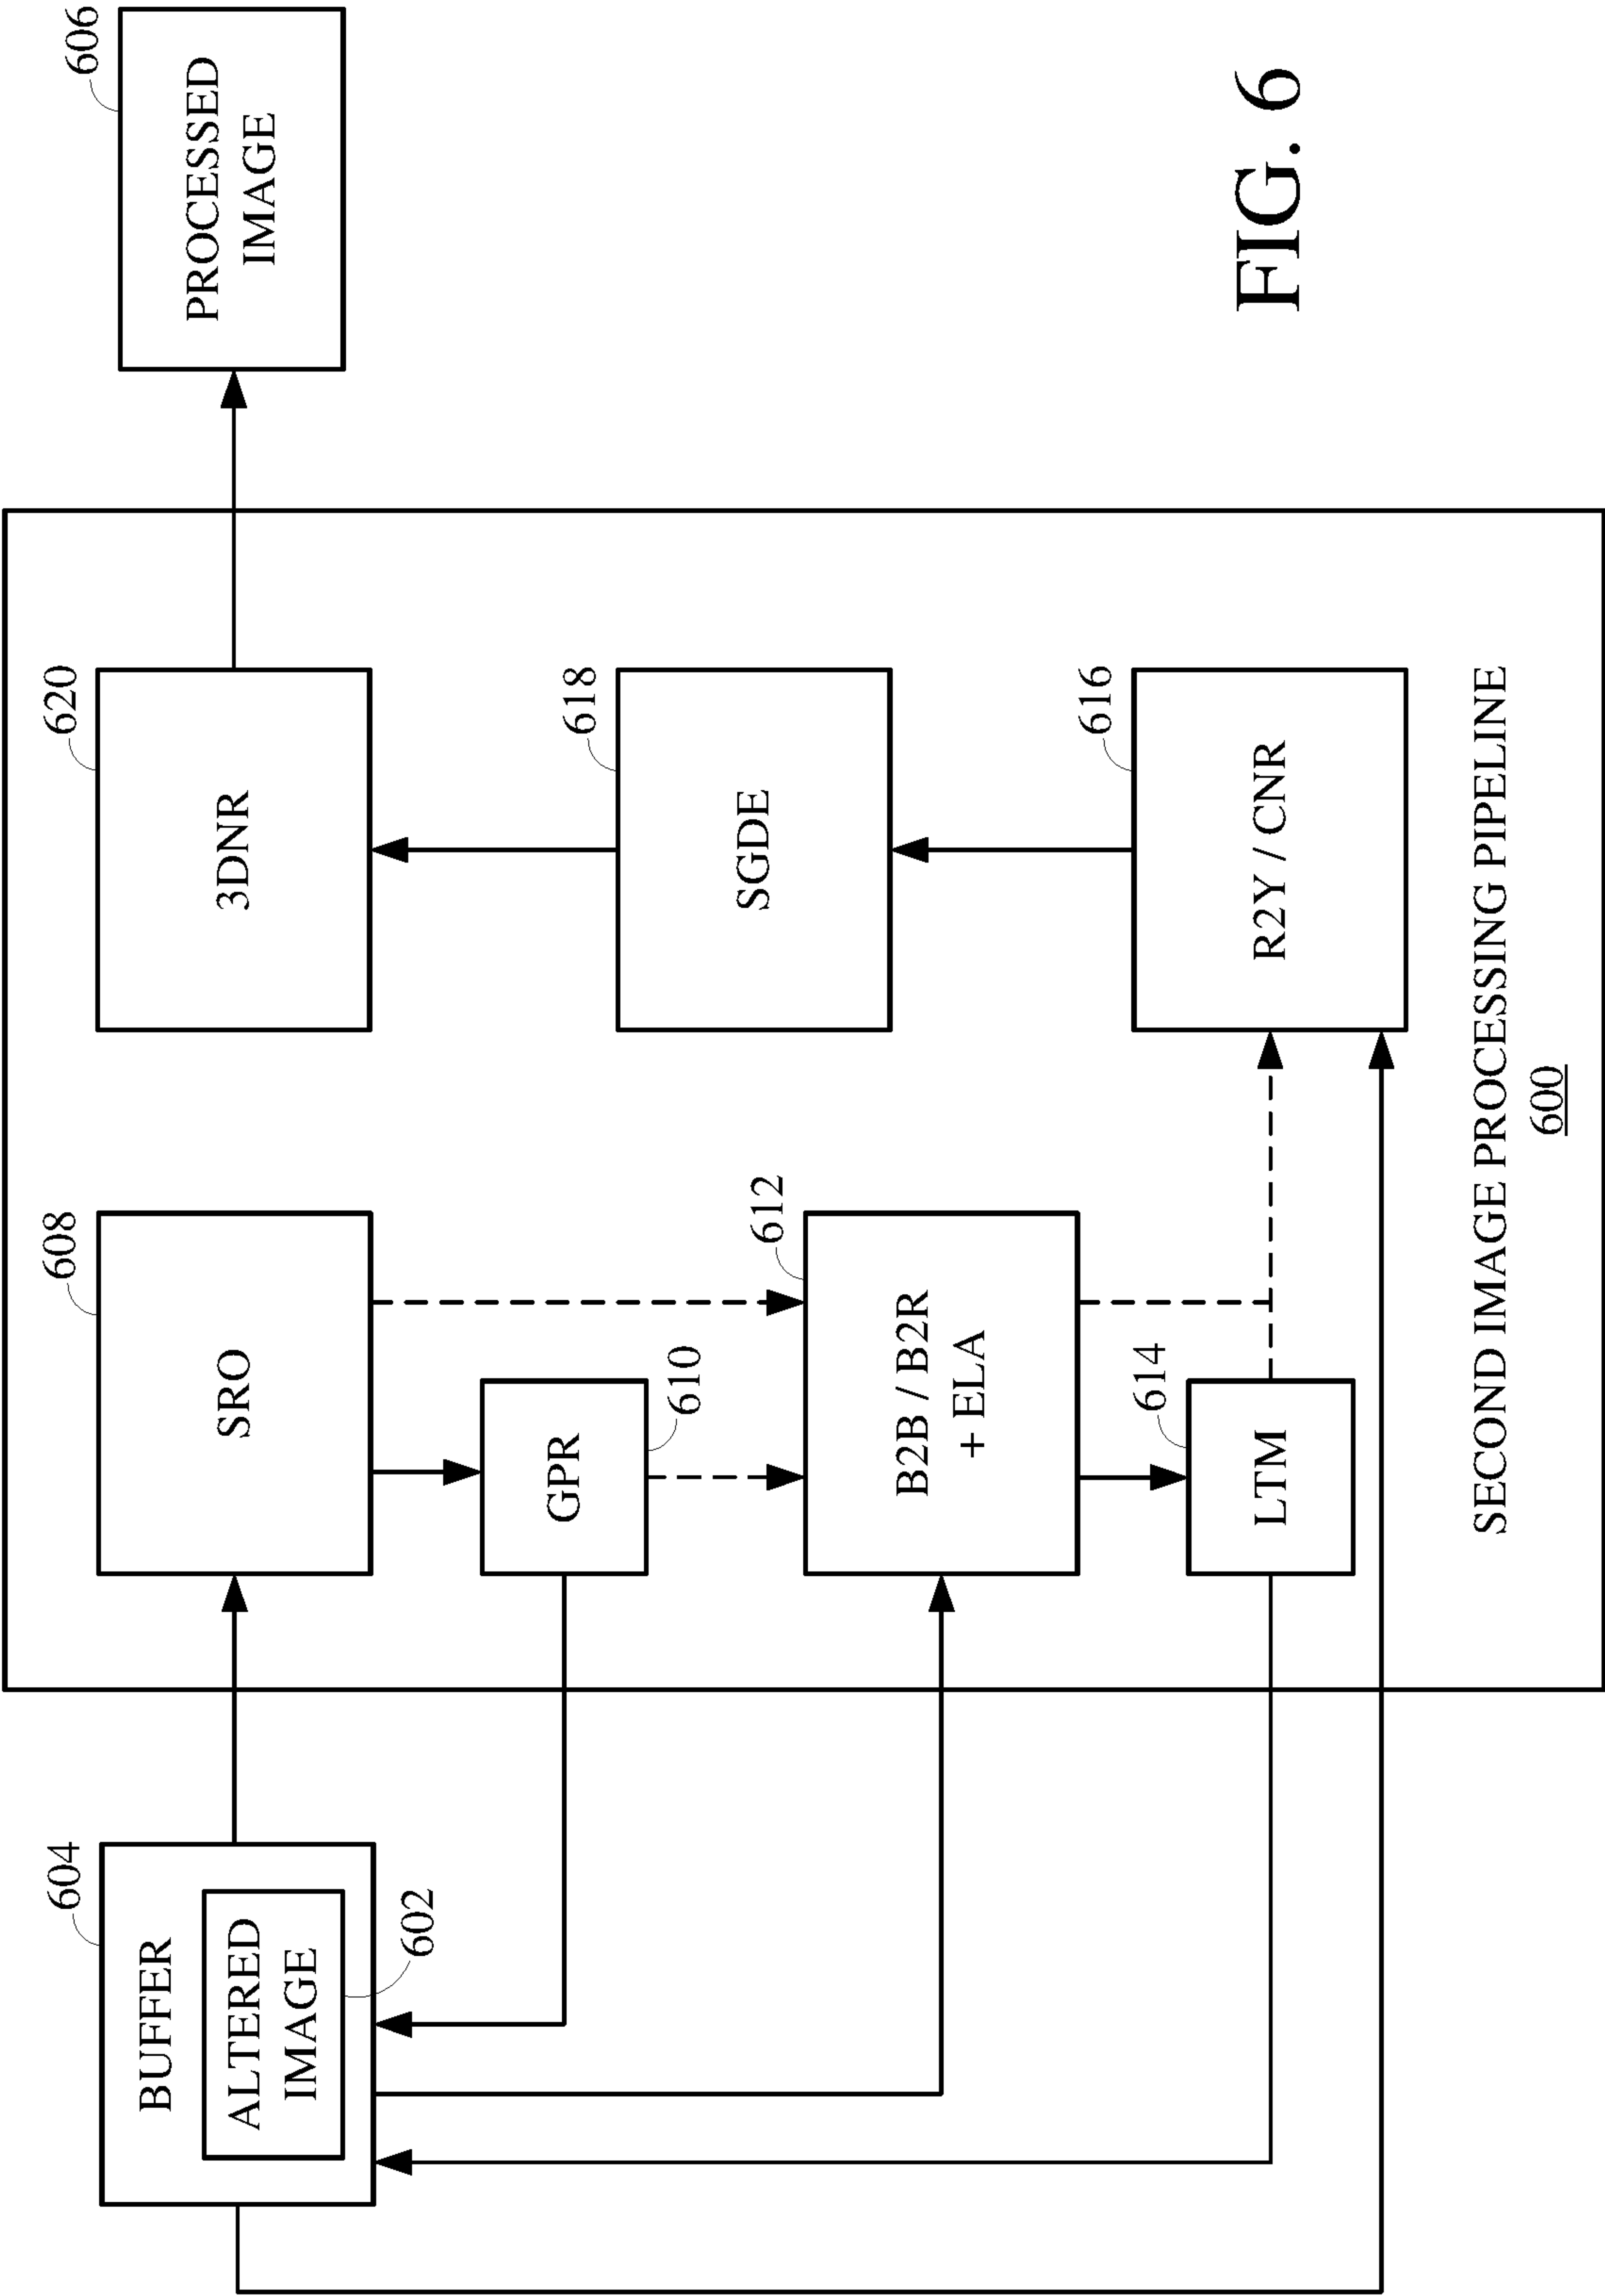 604
BUFFER
ALTERED
IMAGE
602
608
SRO
GPR
610
612
B2B / B2R
+ ELA
614
LTM
620
3DNR
618
SGDE
616
R2Y / CNR
SECOND IMAGE PROCESSING PIPELINE
600
606
PROCESSED
IMAGE
FIG. 6